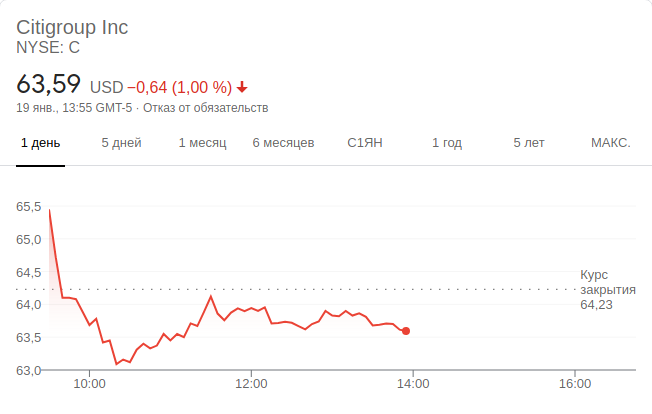 Citigroup Inc
NYSE: C
63,59 USD −0,64 (1,00 %)
19 янв., 13:55 GMT-5 · Отказ от обязательств
1 день 5 дней 1 месяц 6 месяцев С1ЯН 1 год 5 лет МАКС.
65,5
65,0
64,5
Курс
закрытия
64,23
64,0
63,5
63,0
10:00 12:00 14:00 16:00